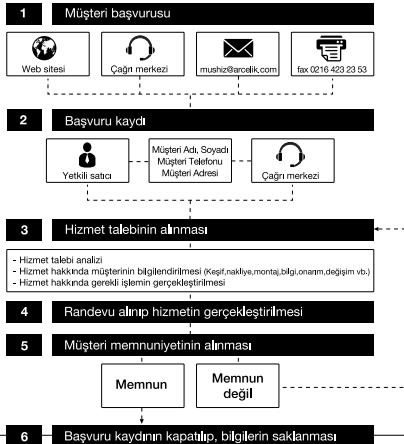 1 Müşteri başvurusu
Web sitesi
Çağrı merkezi
mushiz@arcelik.com
fax 0216 423 23 53
2 Başvuru kaydı
Yetkili satıcı
Müşteri Adı, Soyadı
Müşteri Telefonu
Müşteri Adresi
Çağrı merkezi
3 Hizmet talebinin alınması
- Hizmet talebi analizi
- Hizmet hakkında müşterinin bilgilendirilmesi (Keşif,nakliye,montaj,bilgi,onarım,değişim vb.)
- Hizmet hakkında gerekli işlemin gerçekleştirilmesi
4 Randevu alınıp hizmetin gerçekleştirilmesi
5 Müşteri memnuniyetinin alınması
Memnun
Memnun
değil
6 Başvuru kaydının kapatılıp, bilgilerin saklanması